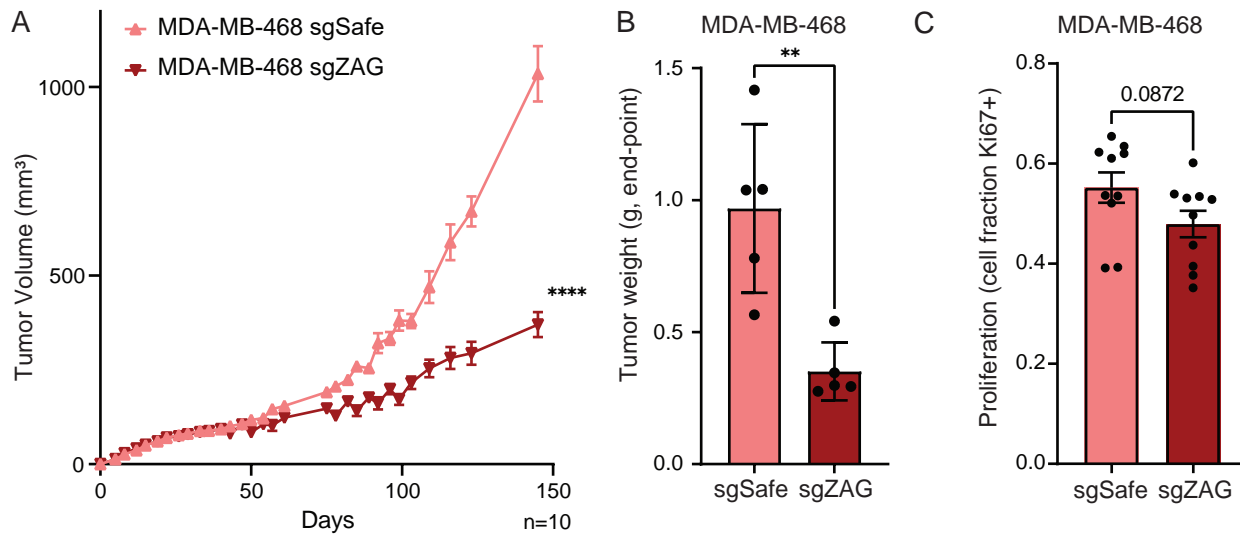 A
MDA-MB-468 sgSafe
MDA-MB-468 sgZAG
****
Tumor Volume (mm³)
1000
500
0
0
50
100
150
Days
n=10
B
MDA-MB-468
**
Tumor weight (g, end-point)
1.5
1.0
0.5
0.0
sgSafe
sgZAG
C
MDA-MB-468
0.0872
Proliferation (cell fraction Ki67+)
0.8
0.6
0.4
0.2
0.0
sgSafe
sgZAG